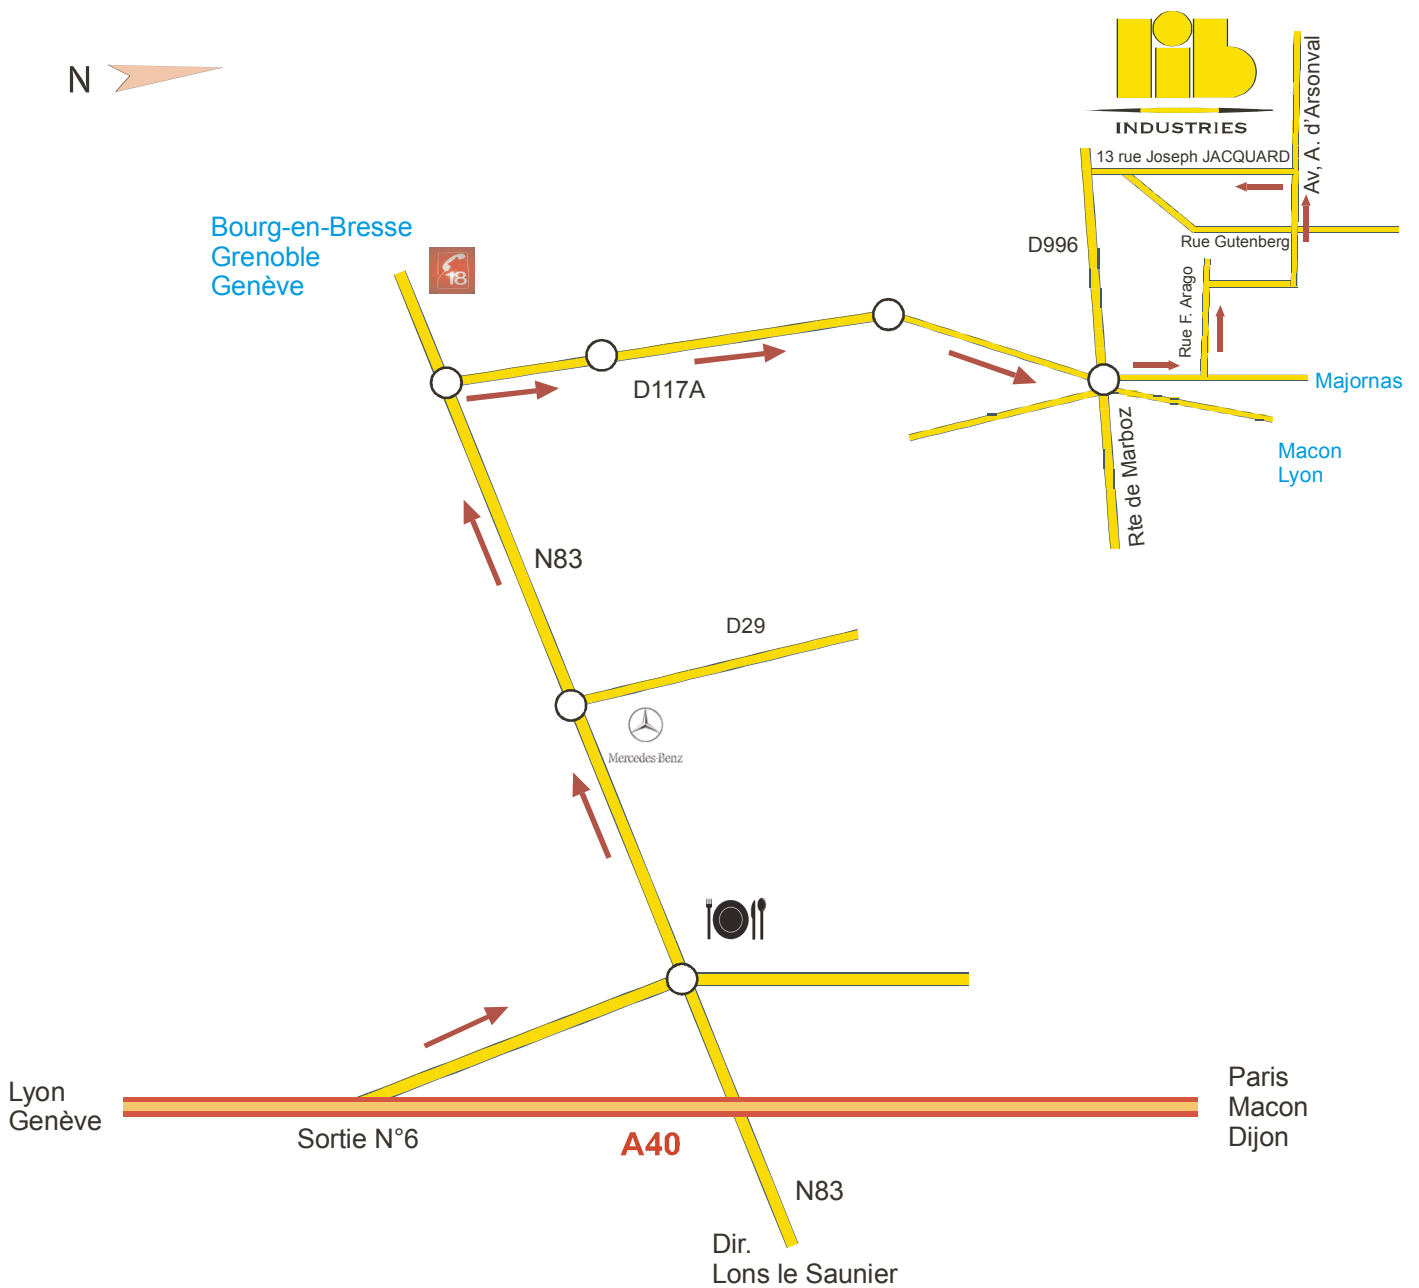 lib
INDUSTRIES
N
13 rue Joseph JACQUARD
Av, A. d'Arsonval
Bourg-en-Bresse
Grenoble
Genève
18
D996
Rue Gutenberg
Rue F. Arago
D117A
Majornas
Rte de Marboz
Macon
Lyon
N83
D29
Mercedes-Benz
Lyon
Genève
Sortie N°6
A40
Paris
Macon
Dijon
N83
Dir.
Lons le Saunier